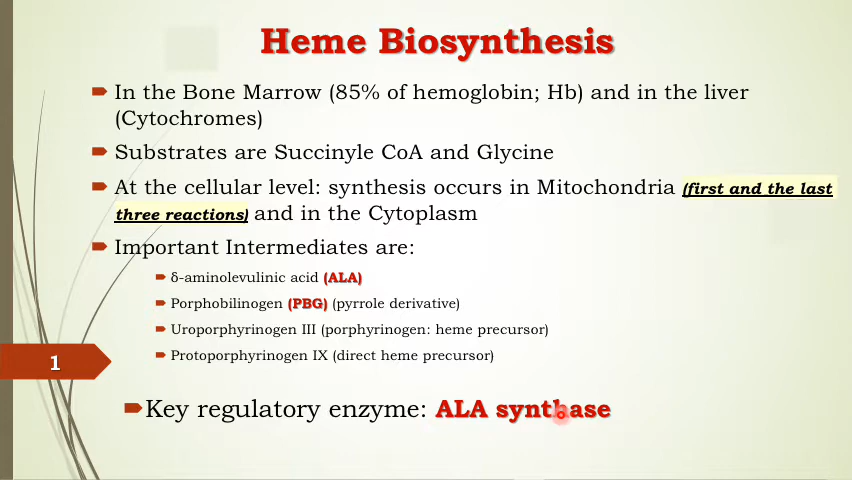 Heme Biosynthesis
In the Bone Marrow (85% of hemoglobin; Hb) and in the liver
(Cytochromes)
Substrates are Succinyle CoA and Glycine
At the cellular level: synthesis occurs in Mitochondria (first and the last
three reactions) and in the Cytoplasm
Important Intermediates are:
δ-aminolevulinic acid (ALA)
Porphobilinogen (PBG) (pyrrole derivative)
Uroporphyrinogen III (porphyrinogen: heme precursor)
Protoporphyrinogen IX (direct heme precursor)
1
Key regulatory enzyme: ALA synthase